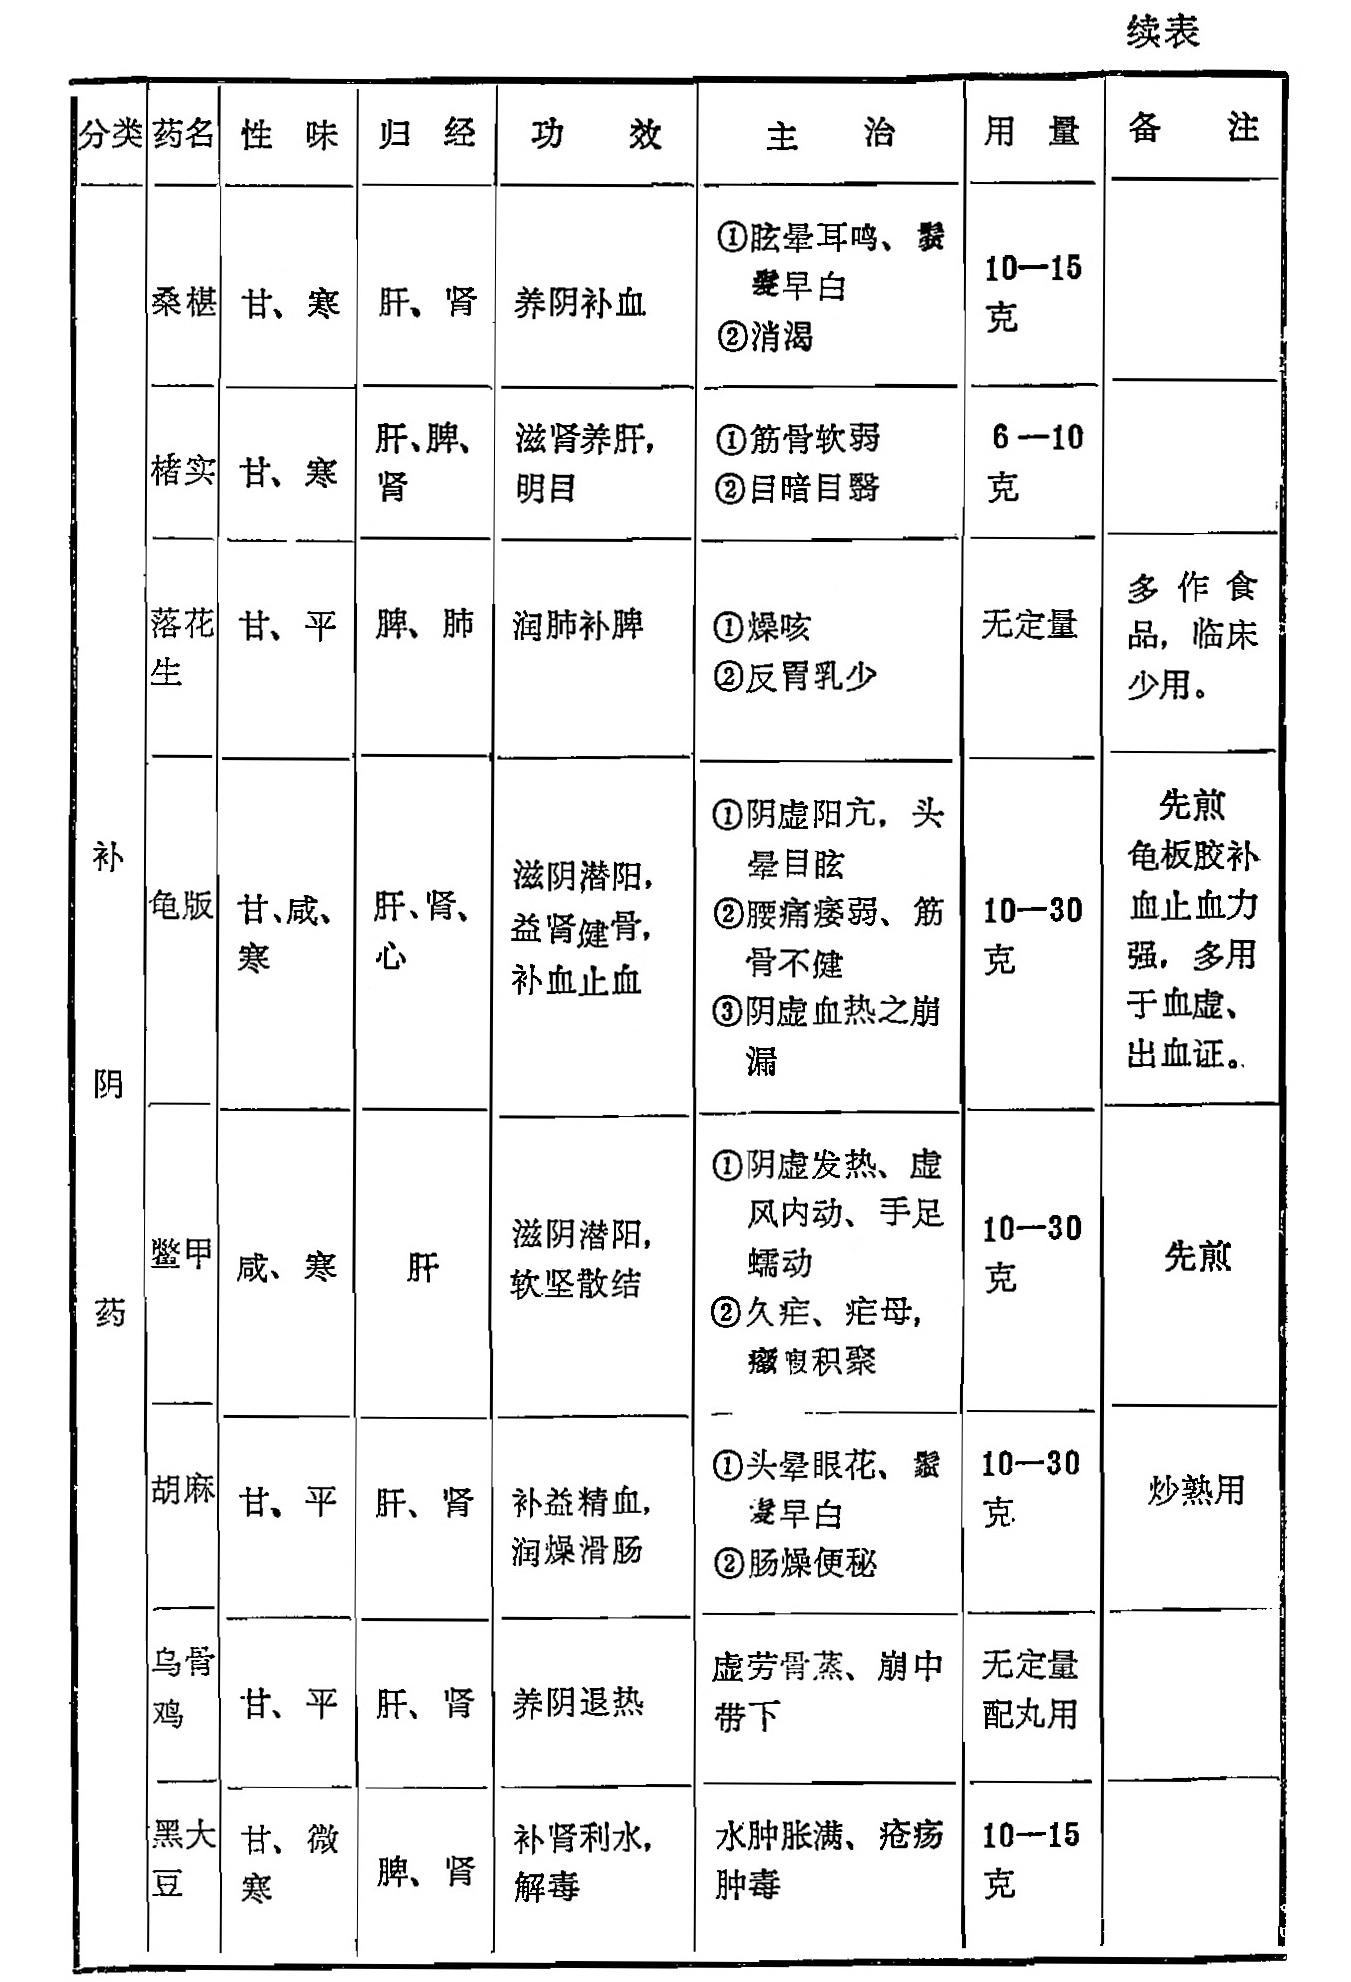 续表
分类 药名 性味 归经 功效 主治 用量 备注
补阴药
桑椹
甘、寒
肝、肾
养阴补血
①眩晕耳鸣、鬚
髮早白
②消渴
10—15
克
楮实
甘、寒
肝、脾、
肾
滋肾养肝，
明目
①筋骨软弱
②目暗目翳
6—10
克
落花
生
甘、平
脾、肺
润肺补脾
①燥咳
②反胃乳少
无定量
多作食
品，临床
少用。
龟版
甘、咸、
寒
肝、肾、
心
滋阴潜阳，
益肾健骨，
补血止血
①阴虚阳亢，头
晕目眩
②腰痛痿弱、筋
骨不健
③阴虚血热之崩
漏
10—30
克
先煎
龟板胶补
血止血力
强，多用
于血虚、
出血证。
鳖甲
咸、寒
肝
滋阴潜阳，
软坚散结
①阴虚发热、虚
风内动、手足
蠕动
②久疟、疟母，
癥瘕积聚
10—30
克
先煎
胡麻
甘、平
肝、肾
补益精血，
润燥滑肠
①头晕眼花、鬚
髮早白
②肠燥便秘
10—30
克
炒熟用
乌骨
鸡
甘、平
肝、肾
养阴退热
虚劳骨蒸、崩中
带下
无定量
配丸用
黑大
豆
甘、微
寒
脾、肾
补肾利水，
解毒
水肿胀满、疮疡
肿毒
10—15
克